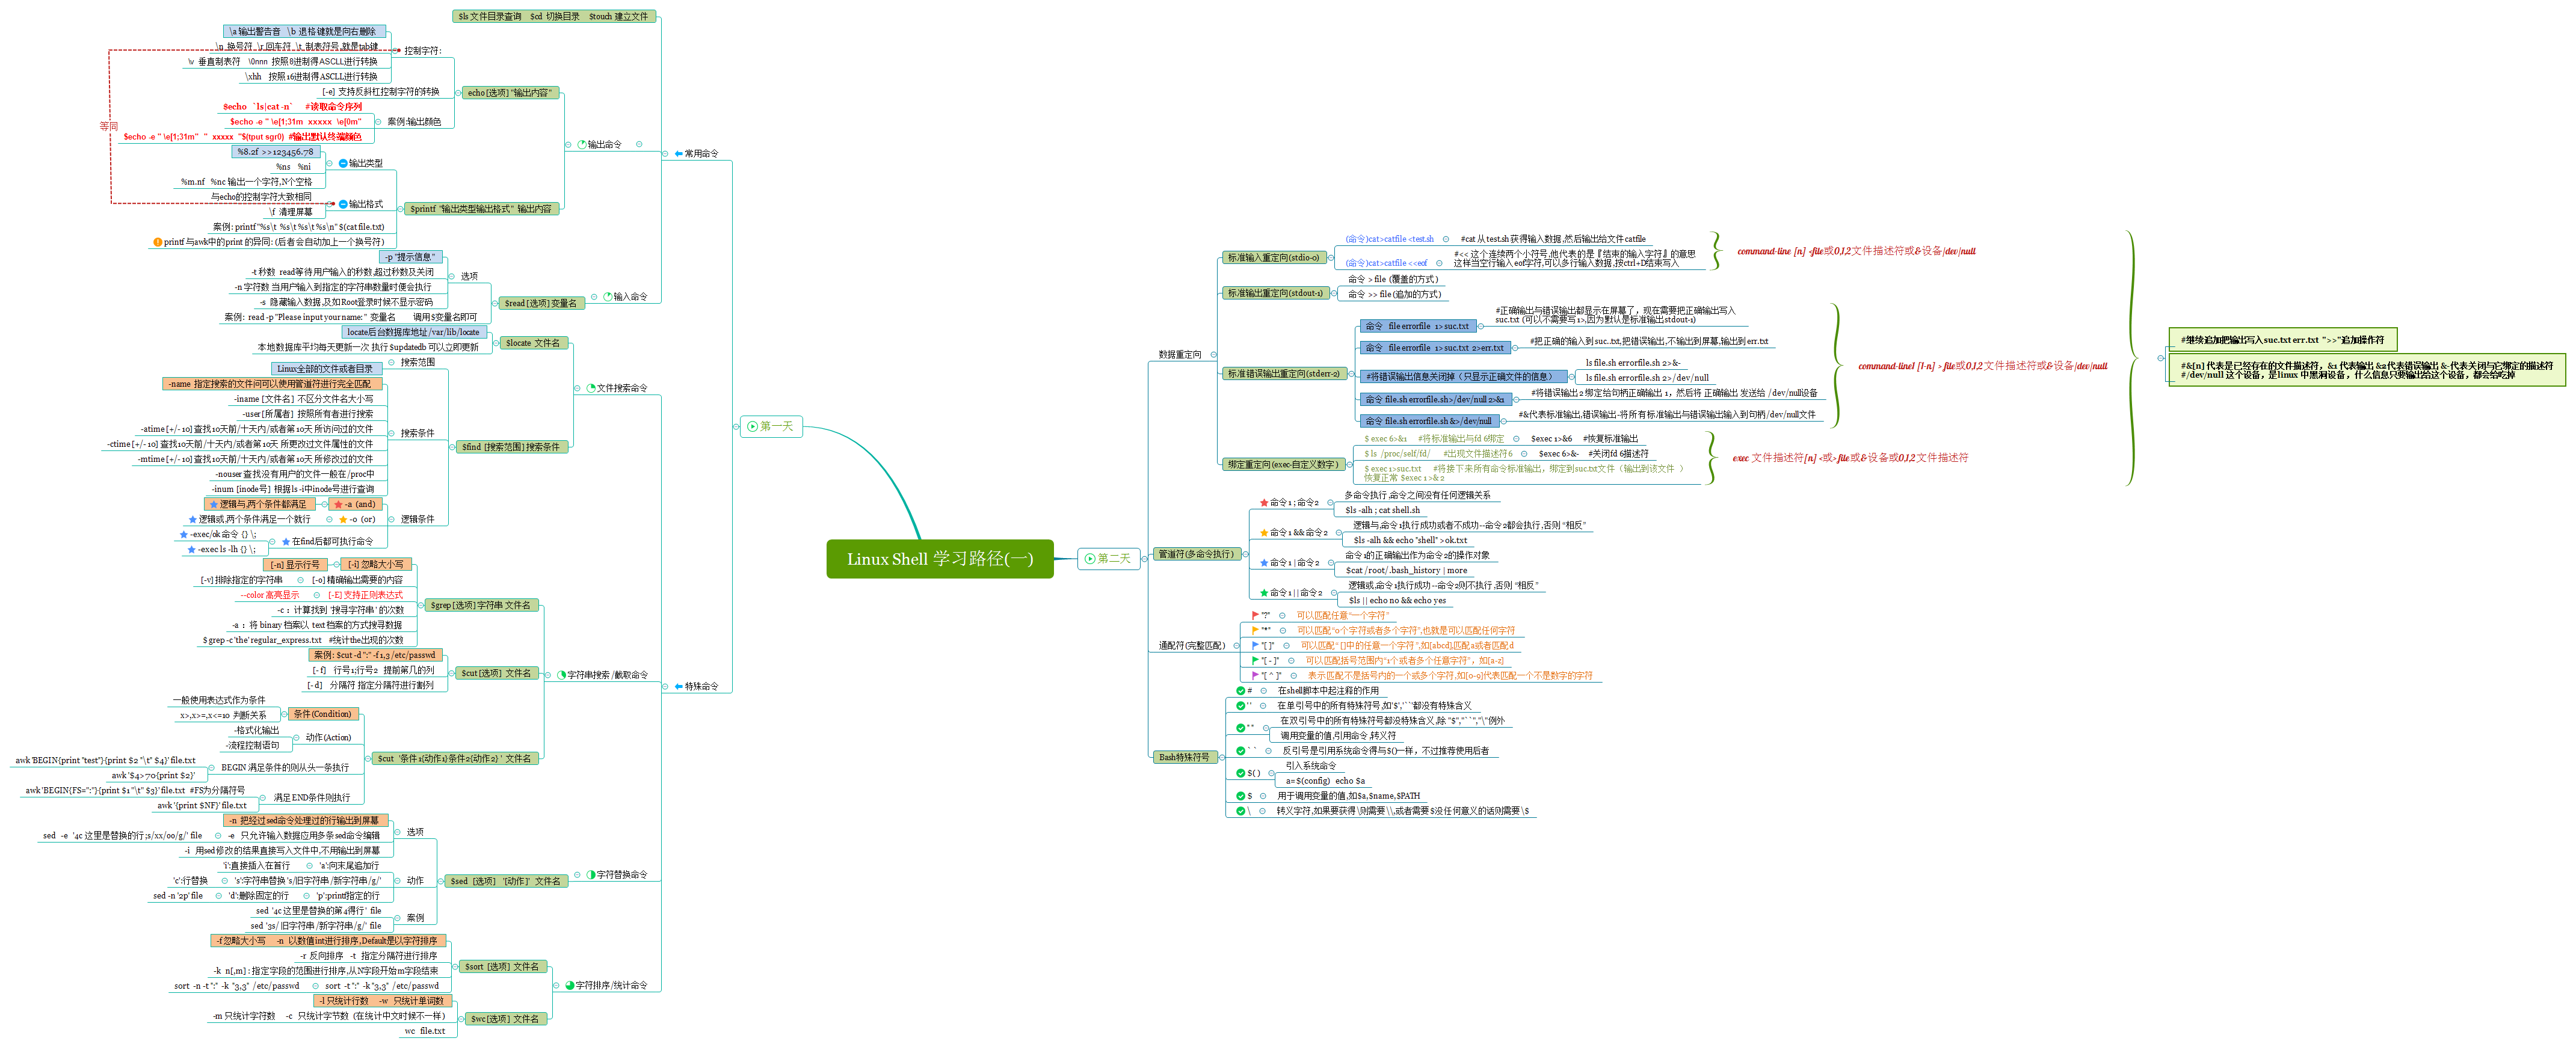 Linux Shell 学习路径(一)
第一天
常用命令
$ls 文件目录查询 $cd 切换目录 $touch 建立文件
输出命令
echo [选项] "输出内容"
控制字符:
\a 输出警告音 \b 退格键就是向右删除
\n 换号符 \r 回车符 \t 制表符号,就是tab键
\v 垂直制表符 \0nnn 按照8进制得ASCLL进行转换
\xhh 按照16进制得ASCLL进行转换
[-e] 支持反斜杠控制字符的转换
案例:输出颜色
$echo `ls|cat -n` #读取命令序列
$echo -e " \e[1;31m xxxxx \e[0m"
$echo -e " \e[1;31m" " xxxxx "$(tput sgr0) #输出默认终端颜色
等同
$printf "输出类型输出格式" 输出内容
输出类型
%8.2f >>123456.78
%ns %ni
%m.nf %nc 输出一个字符,N个空格
输出格式
与echo的控制字符大致相同
\f 清理屏幕
案例: printf "%s\t %s\t %s\t %s\n" $(cat file.txt)
printf 与awk中的print 的异同: (后者会自动加上一个换号符)
输入命令
$read [选项] 变量名
选项
-p "提示信息"
-t 秒数 read等待用户输入的秒数,超过秒数及关闭
-n 字符数 当用户输入到指定的字符串数量时便会执行
-s 隐藏输入数据,及如Root登录时候不显示密码
案例: read -p "Please input your name: " 变量名 调用$变量名即可
特殊命令
文件搜索命令
$locate 文件名
locate后台数据库地址/var/lib/locate
本地数据库平均每天更新一次 执行 $updatedb 可以立即更新
$find [搜索范围] 搜索条件
搜索范围
Linux全部的文件或者目录
搜索条件
-name 指定搜索的文件问可以使用管道符进行完全匹配
-iname [文件名] 不区分文件名大小写
-user [所属者] 按照所有者进行搜索
-atime [+/- 10] 查找10天前/十天内/或者第10天 所访问过的文件
-ctime [+/- 10] 查找10天前/十天内/或者第10天 所更改过文件属性的文件
-mtime [+/- 10] 查找10天前/十天内/或者第10天 所修改过的文件
-nouser 查找没有用户的文件一般在/proc中
-inum [inode号] 根据ls -i中inode号进行查询
逻辑条件
-a (and)
逻辑与,两个条件都满足
-o (or)
逻辑或,两个条件满足一个就行
在find后都可执行命令
-exec/ok 命令 {} \;
-exec ls -lh {} \;
字符串搜索 /截取命令
$grep [选项] 字符串 文件名
[-i] 忽略大小写
[-n] 显示行号
[-o] 精确输出需要的内容
[-v] 排除指定的字符串
[-E] 支持正则表达式
--color 高亮显示
-c : 计算找到 '搜寻字符串' 的次数
-a : 将 binary 档案以 text 档案的方式搜寻数据
$ grep -c 'the' regular_express.txt #统计the出现的次数
$cut [选项] 文件名
案例: $cut -d ":" -f 1,3 /etc/passwd
[- f] 行号1;行号2 提前第几的列
[- d] 分隔符 指定分隔符进行割列
$cut '条件1{动作1}条件2{动作2} ' 文件名
条件(Condition)
一般使用表达式作为条件
x>,x>=,x<=10 判断关系
动作(Action)
-格式化输出
-流程控制语句
BEGIN 满足条件的则从头一条执行
awk 'BEGIN{print "test"}{print $2 "\t" $4}' file.txt
awk '$4>70{print $2}'
满足END条件则执行
awk 'BEGIN{FS=":"}{print $1 "\t" $3}' file.txt #FS为分隔符号
awk '{print $NF}' file.txt
字符替换命令
$sed [选项] '[动作]' 文件名
选项
-n 把经过sed命令处理过的行输出到屏幕
-e 只允许输入数据应用多条sed命令编辑
sed -e '4c 这里是替换的行;s/xx/oo/g/' file
-i 用sed修改的结果直接写入文件中,不用输出到屏幕
动作
'a':向末尾追加行
'i':直接插入在首行
's':字符串替换 's/旧字符串 /新字符串/g/'
'c':行替换
'p':printf指定的行
'd':删除固定的行
sed -n '2p' file
案例
sed '4c 这里是替换的第4得行' file
sed '3s/ 旧字符串 /新字符串/g/' file
字符排序/统计命令
$sort [选项] 文件名
-f 忽略大小写 -n 以数值int进行排序,Default是以字符排序
-r 反向排序 -t 指定分隔符进行排序
-k n[,m] : 指定字段的范围进行排序,从N字段开始m字段结束
sort -t ":" -k "3,3" /etc/passwd
sort -n -t ":" -k "3,3" /etc/passwd
$wc [选项] 文件名
-l 只统计行数 -w 只统计单词数
-m 只统计字符数 -c 只统计字节数 (在统计中文时候不一样)
wc file.txt
第二天
数据重定向
标准输入重定向(stdio-0)
(命令)cat>catfile <test.sh
#cat 从 test.sh 获得输入数据,然后输出给文件catfile
(命令)cat>catfile <<eof
#<< 这个连续两个小符号,他代表的是『结束的输入字符』的意思
这样当空行输入eof字符,可以多行输入数据,按ctrl+D结束写入
command-line [n] <file或0,1,2文件描述符或&设备/dev/null
标准输出重定向(stdout-1)
命令 > file (覆盖的方式)
命令 >> file (追加的方式)
标准错误输出重定向(stderr-2)
命令 file errorfile 1> suc.txt
#正确输出与错误输出都显示在屏幕了，现在需要把正确输出写入
suc.txt (可以不需要写1>,因为默认是标准输出stdout-1)
命令 file errorfile 1> suc.txt 2>err.txt
#把正确的输入到 suc..txt,把错误输出,不输出到屏幕,输出到 err.txt
#将错误输出信息关闭掉（只显示正确文件的信息）
ls file.sh errorfile.sh 2>&-
ls file.sh errorfile.sh 2>/dev/null
命令 file.sh errorfile.sh>/dev/null 2>&1
#将错误输出2 绑定给句柄正确输出 1，然后将 正确输出 发送给 /dev/null设备
命令 file.sh errorfile.sh &>/dev/null
#&代表标准输出,错误输出-将所有标准输出与错误输出输入到句柄/dev/null文件
command-line1 [1-n] > file或0,1,2 文件描述符或&设备/dev/null
绑定重定向(exec-自定义数字 )
$ exec 6>&1 #将标准输出与fd 6绑定
$exec 1>&6 #恢复标准输出
$ ls /proc/self/fd/ #出现文件描述符6
$exec 6>&- #关闭fd 6描述符
$ exec 1>suc.txt #将接下来所有命令标准输出，绑定到suc.txt文件（输出到该文件 ）
恢复正常 $exec 1 >& 2
exec 文件描述符[n] <或> file或&设备或0,1,2 文件描述符
#继续追加把输出写入suc.txt err.txt ">>"追加操作符
#&[n] 代表是已经存在的文件描述符，&1 代表输出 &2代表错误输出 &-代表关闭与它绑定的描述符
#/dev/null 这个设备，是linux 中黑洞设备，什么信息只要输出给这个设备，都会给吃掉
管道符(多命令执行)
命令1 ; 命令2
多命令执行 ,命令之间没有任何逻辑关系
$ls -alh ; cat shell.sh
命令1 && 命令2
逻辑与,命令1执行成功或者不成功--命令2都会执行,否则 "相反"
$ls -alh && echo "shell" >ok.txt
命令1 | 命令2
命令1的正确输出作为命令2的操作对象
$cat /root/.bash_history | more
命令1 || 命令2
逻辑或,命令1执行成功--命令2则不执行,否则 "相反"
$ls || echo no && echo yes
通配符(完整匹配)
"?"
可以匹配任意"一个字符"
"*"
可以匹配"0个字符或者多个字符",也就是可以匹配任何字符
"[ ]"
可以匹配" []中的任意一个字符",如[abcd],匹配a或者匹配d
"[ - ]"
可以匹配括号范围内"1个或者多个任意字符"，如[a-z]
"[ ^ ]"
表示匹配不是括号内的一个或多个字符,如[0-9]代表匹配一个不是数字的字符
Bash特殊符号
#
在shell脚本中起注释的作用
' '
在单引号中的所有特殊符号,如'$','``'都没有特殊含义
" "
在双引号中的所有特殊符号都没特殊含义,除 "$","``","\"例外
调用变量的值,引用命令 ,转义符
` `
反引号是引用系统命令得与$()一样，不过推荐使用后者
$( )
引入系统命令
a=$(config) echo $a
$
用于调用变量的值,如$a,$name,$PATH
\
转义字符,如果要获得 \则需要 \\,或者需要 $没任何意义的话则需要 \$